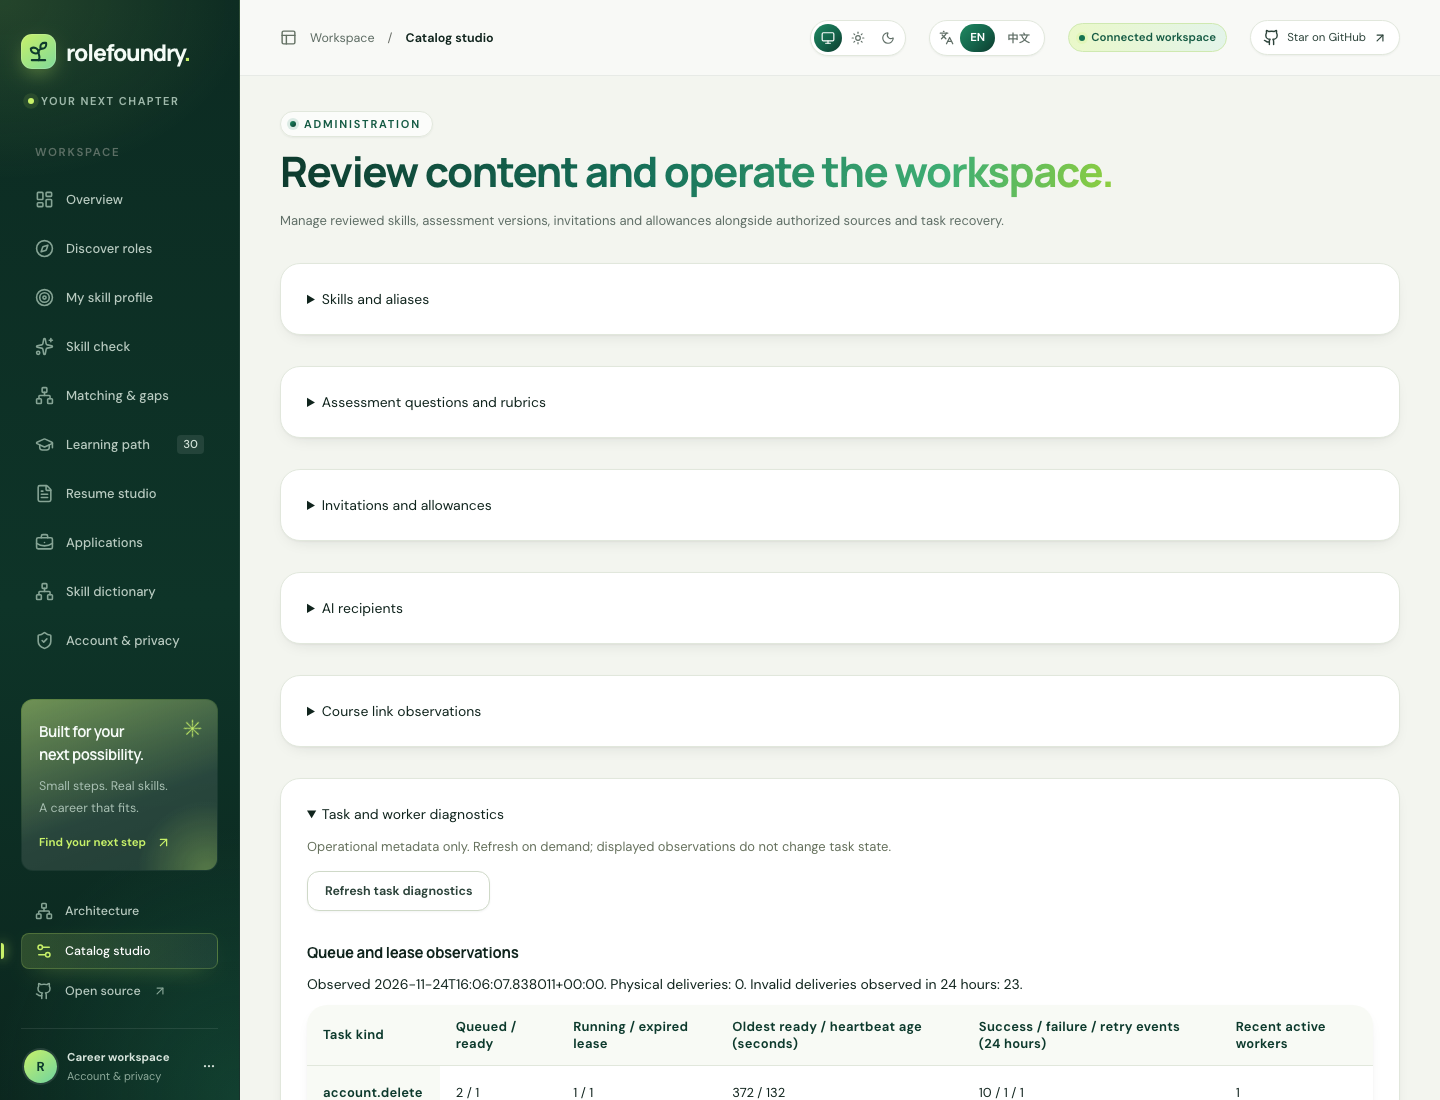 rolefoundry.
YOUR NEXT CHAPTER
WORKSPACE
Overview
Discover roles
My skill profile
Skill check
Matching & gaps
Learning path 30
Resume studio
Applications
Skill dictionary
Account & privacy
Built for your
next possibility.
Small steps. Real skills.
A career that fits.
Find your next step
Architecture
Catalog studio
Open source
R
Career workspace
Account & privacy
Workspace / Catalog studio
EN 中文
Connected workspace
Star on GitHub
ADMINISTRATION
Review content and operate the workspace.
Manage reviewed skills, assessment versions, invitations and allowances alongside authorized sources and task recovery.
Skills and aliases
Assessment questions and rubrics
Invitations and allowances
AI recipients
Course link observations
Task and worker diagnostics
Operational metadata only. Refresh on demand; displayed observations do not change task state.
Refresh task diagnostics
Queue and lease observations
Observed 2026-11-24T16:06:07.838011+00:00. Physical deliveries: 0. Invalid deliveries observed in 24 hours: 23.
Task kind
Queued / ready
Running / expired lease
Oldest ready / heartbeat age (seconds)
Success / failure / retry events (24 hours)
Recent active workers
account.delete 2 / 1 1 / 1 372 / 132 10 / 1 / 1 1